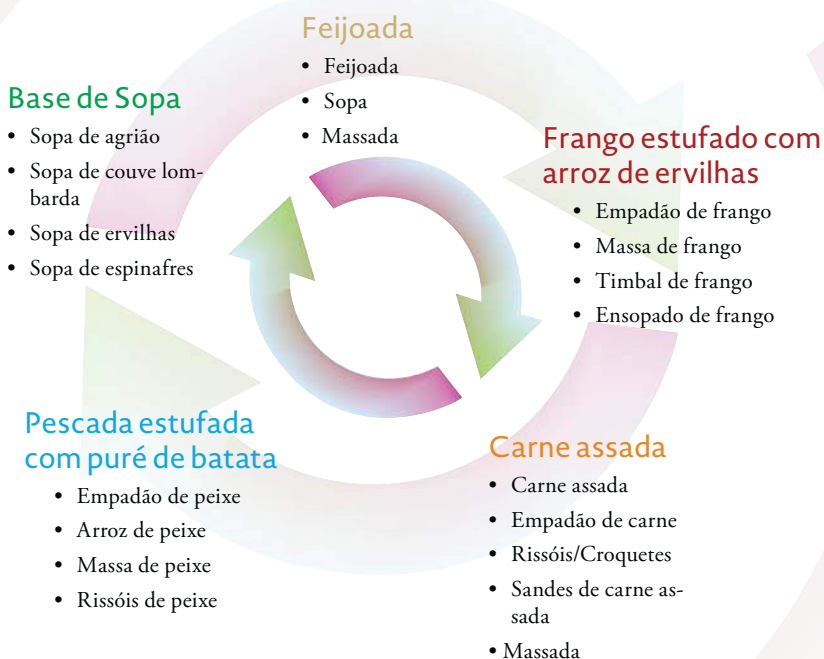 Feijoada
• Feijoada
• Sopa
• Massada
Base de Sopa
• Sopa de agrião
• Sopa de couve lom-
barda
• Sopa de ervilhas
• Sopa de espinafres
Frango estufado com
arroz de ervilhas
• Empadão de frango
• Massa de frango
• Timbal de frango
• Ensopado de frango
Pescada estufada
com puré de batata
• Empadão de peixe
• Arroz de peixe
• Massa de peixe
• Rissóis de peixe
Carne assada
• Carne assada
• Empadão de carne
• Rissóis/Croquetes
• Sandes de carne as-
sada
• Massada